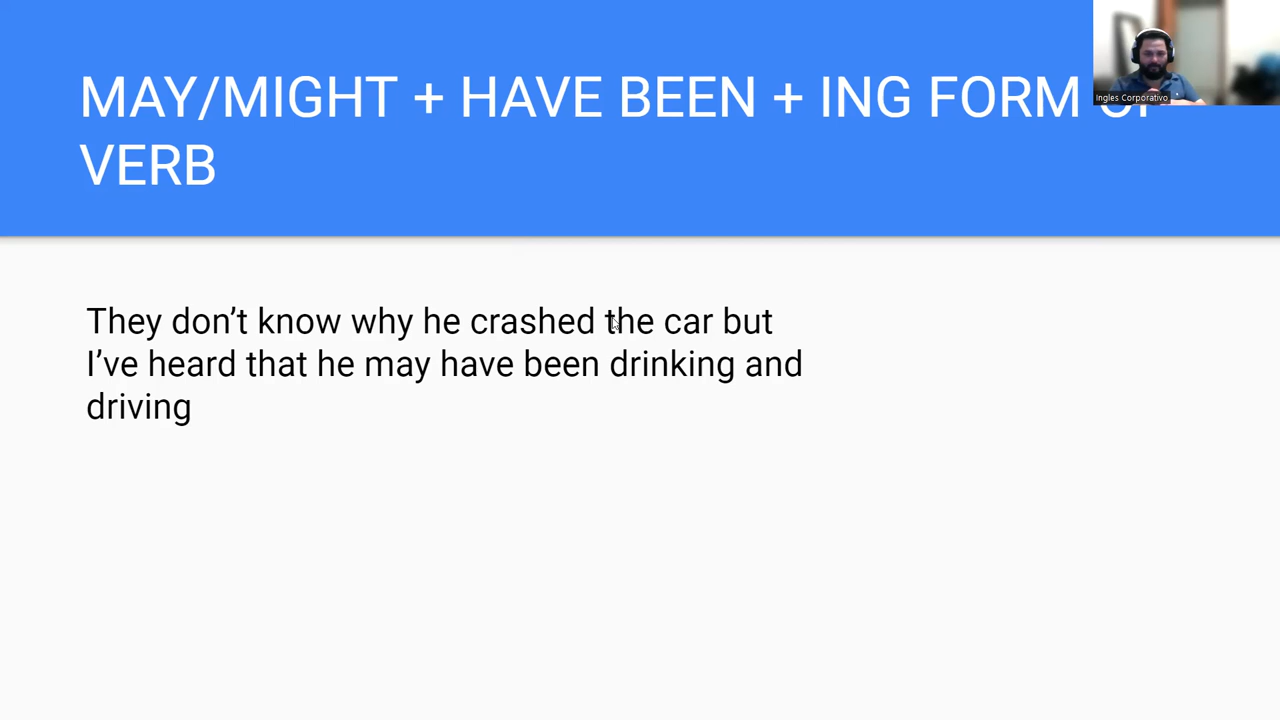 MAY/MIGHT + HAVE BEEN + ING FORM
VERB
Ingles Corporativo
They don’t know why he crashed the car but
I’ve heard that he may have been drinking and
driving